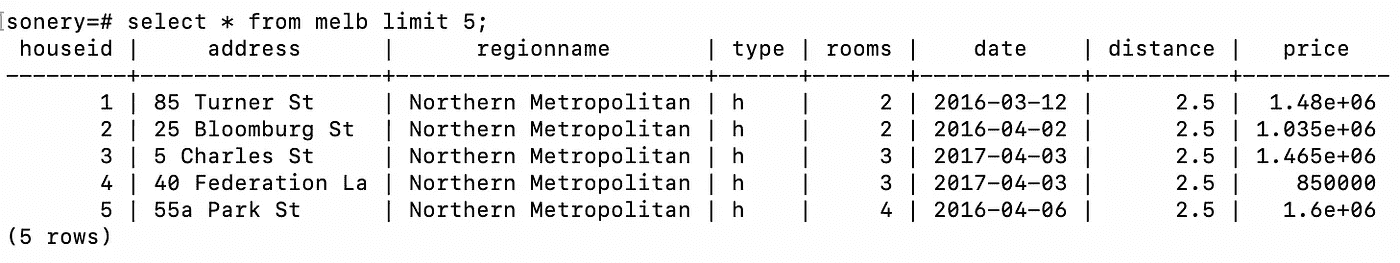 sonery=# select * from melb limit 5;
 houseid |     address      |      regionname       | type | rooms |    date    | distance |   price
---------+------------------+-----------------------+------+-------+------------+----------+-----------
       1 | 85 Turner St     | Northern Metropolitan | h    |     2 | 2016-03-12 |      2.5 |  1.48e+06
       2 | 25 Bloomburg St  | Northern Metropolitan | h    |     2 | 2016-04-02 |      2.5 | 1.035e+06
       3 | 5 Charles St     | Northern Metropolitan | h    |     3 | 2017-04-03 |      2.5 | 1.465e+06
       4 | 40 Federation La | Northern Metropolitan | h    |     3 | 2017-04-03 |      2.5 |    850000
       5 | 55a Park St      | Northern Metropolitan | h    |     4 | 2016-04-06 |      2.5 |   1.6e+06
(5 rows)